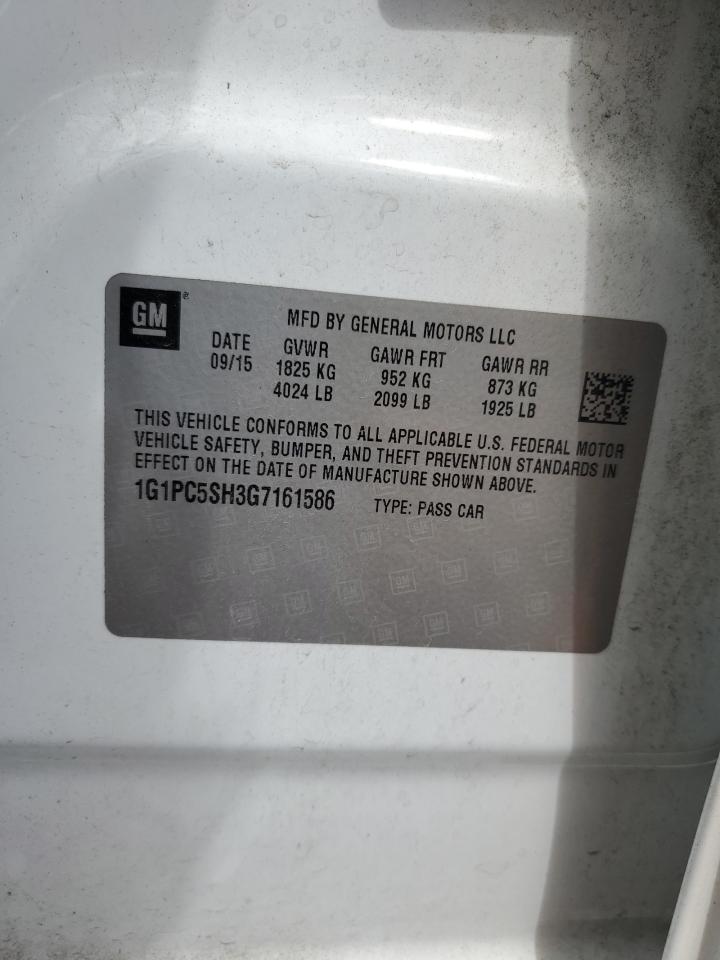 GM®
MFD BY GENERAL MOTORS LLC
DATE GVWR GAWR FRT GAWR RR
09/15 1825 KG 952 KG 873 KG
4024 LB 2099 LB 1925 LB
THIS VEHICLE CONFORMS TO ALL APPLICABLE U.S. FEDERAL MOTOR
VEHICLE SAFETY, BUMPER, AND THEFT PREVENTION STANDARDS IN
EFFECT ON THE DATE OF MANUFACTURE SHOWN ABOVE.
1G1PC5SH3G7161586 TYPE: PASS CAR